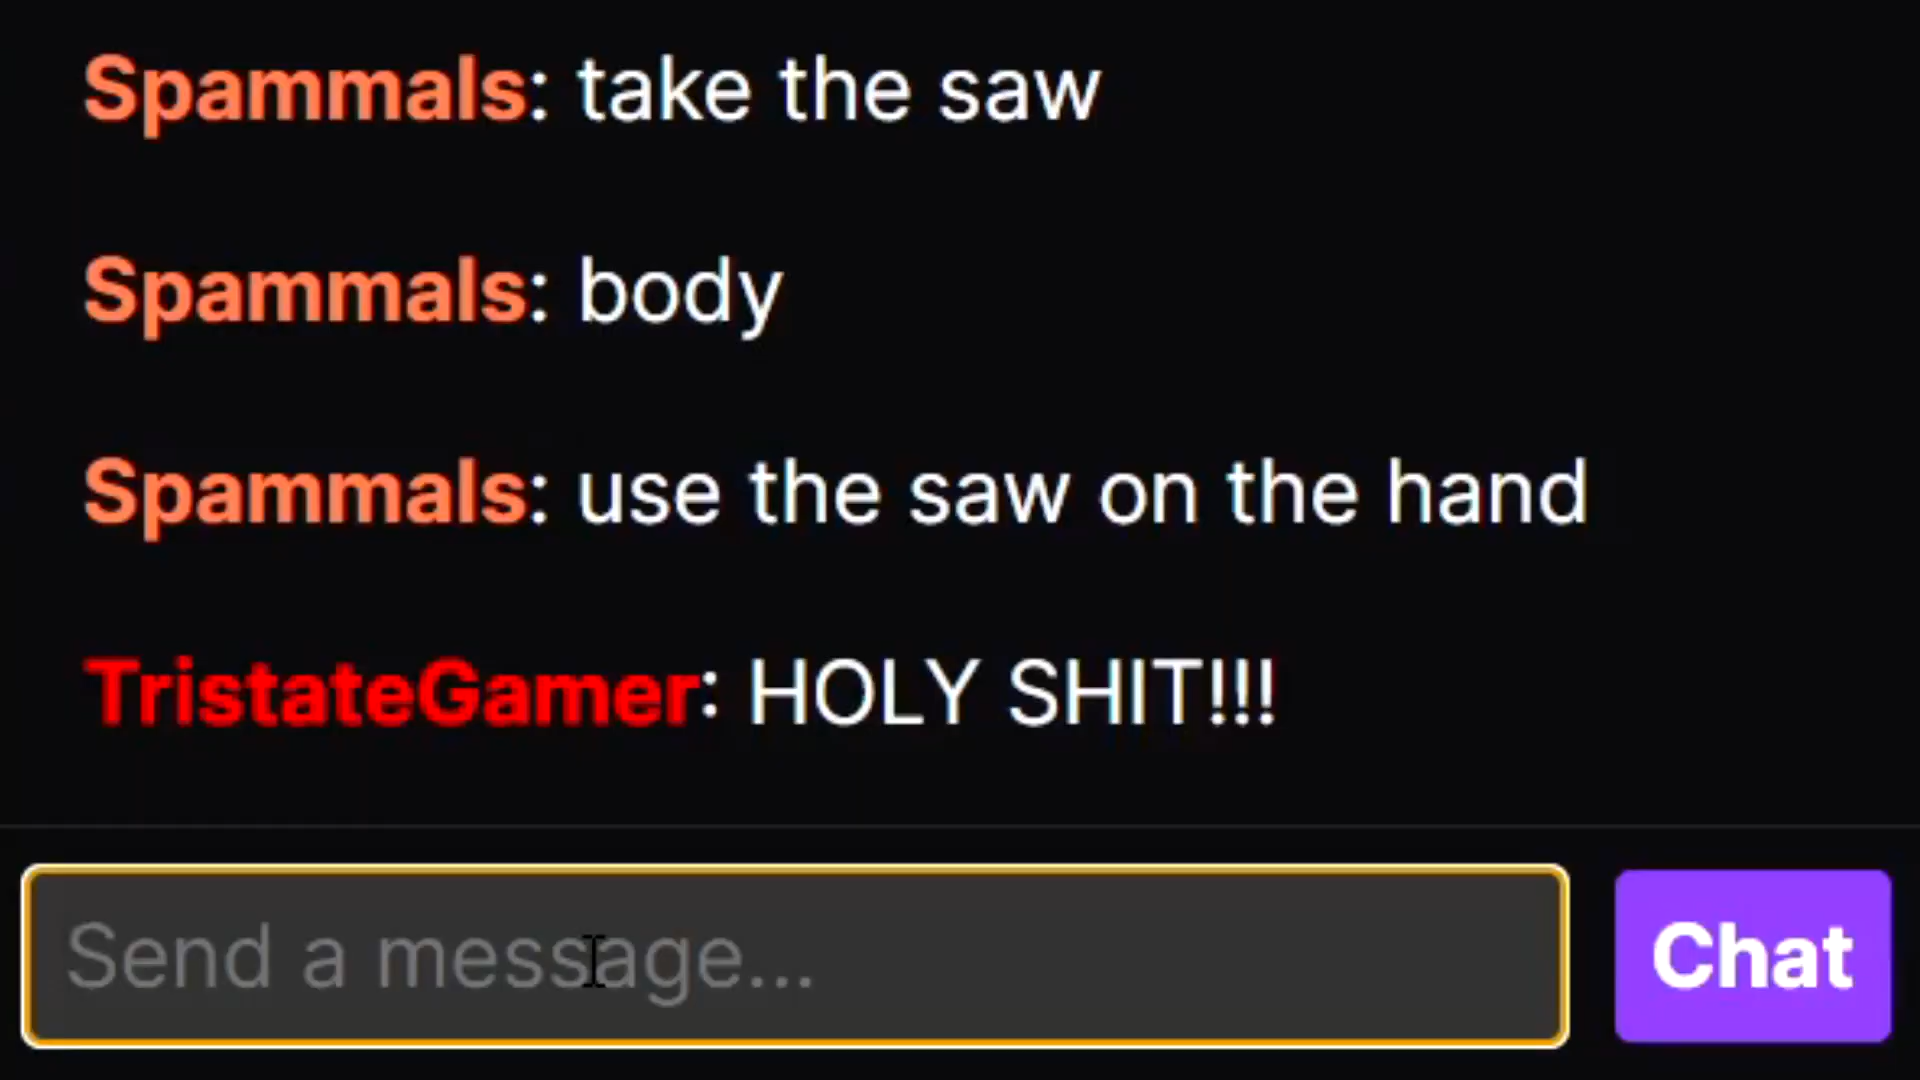 Spammals: take the saw
Spammals: body
Spammals: use the saw on the hand
TristateGamer: HOLY SHIT!!!
Send a message...
Chat